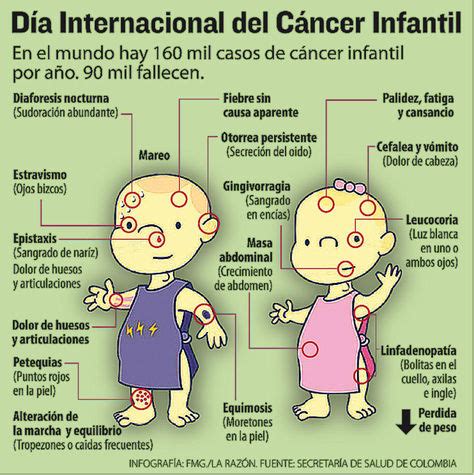 Día Internacional del Cáncer Infantil
En el mundo hay 160 mil casos de cáncer infantil
por año. 90 mil fallecen.
Diaforesis nocturna
(Sudoración abundante)
Mareo
Estravismo
(Ojos bizcos)
Epistaxis
(Sangrado de naríz)
Dolor de huesos
y articulaciones
Dolor de huesos
y articulaciones
Petequias
(Puntos rojos
en la piel)
Alteración de
la marcha y equilibrio
(Tropezones o caidas frecuentes)
Fiebre sin
causa aparente
Otorrea persistente
(Secreción del oido)
Gingivorragia
(Sangrado
en encías)
Masa
abdominal
(Crecimiento
de abdomen)
Equimosis
(Moretones
en la piel)
Palidez, fatiga
y cansancio
Cefalea y vómito
(Dolor de cabeza)
Leucocoria
(Luz blanca
en uno o
ambos ojos)
Linfadenopatía
(Bolitas en el
cuello, axilas
e ingle)
Perdida
de peso
INFOGRAFÍA: FMG./LA RAZÓN. FUENTE: SECRETARÍA DE SALUD DE COLOMBIA